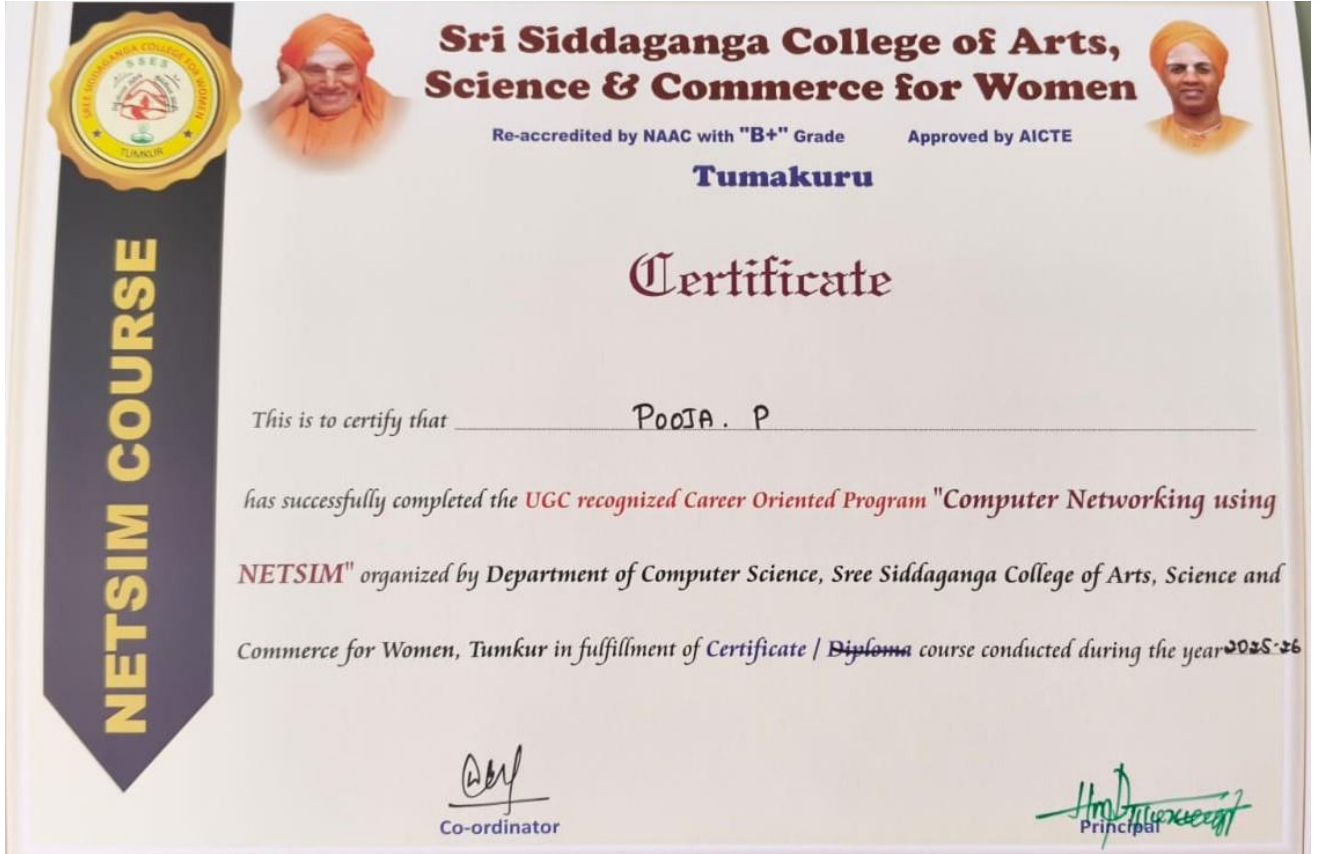 SREE SIDDAGANGA COLLEGE FOR WOMEN
SSES
TUMKUR
NETSIM COURSE
Sri Siddaganga College of Arts,
Science & Commerce for Women
Re-accredited by NAAC with "B+" Grade Approved by AICTE
Tumakuru
Certificate
This is to certify that POOJA. P
has successfully completed the UGC recognized Career Oriented Program "Computer Networking using
NETSIM" organized by Department of Computer Science, Sree Siddaganga College of Arts, Science and
Commerce for Women, Tumkur in fulfillment of Certificate / Diploma course conducted during the year 2025-26
Co-ordinator
Principal